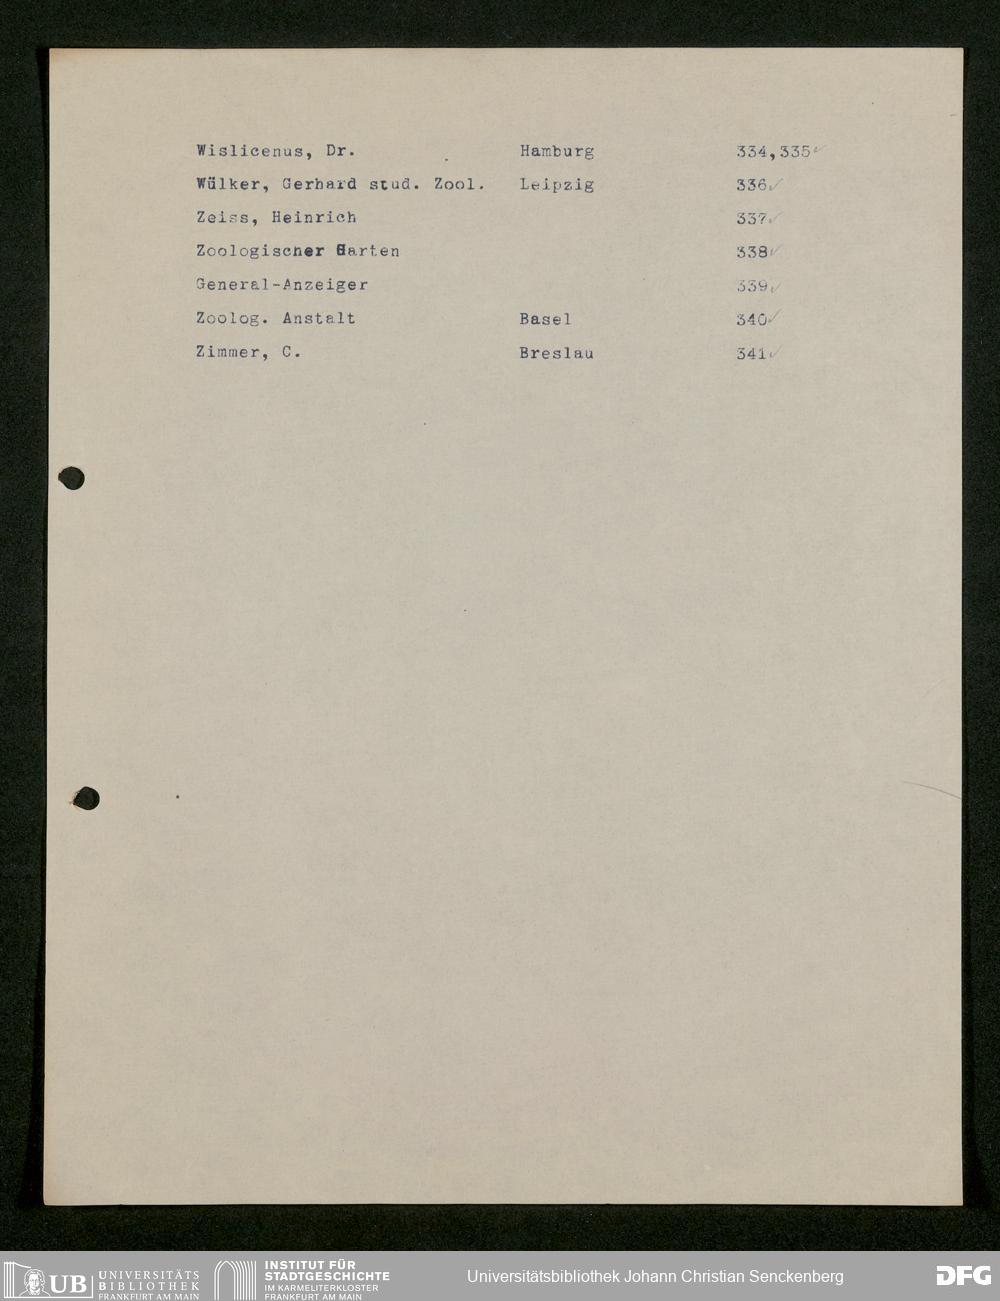 Wislicenus, Dr. Hamburg 334,335✓
Wülker, Gerhard stud. Zool. Leipzig 336✓
Zeiss, Heinrich 337✓
Zoologischer Garten 338✓
General-Anzeiger 339✓
Zoolog. Anstalt Basel 340✓
Zimmer, C. Breslau 341✓
UB UNIVERSITÄTS
BIBLIOTHEK
FRANKFURT AM MAIN
INSTITUT FÜR
STADTGESCHICHTE
IM KARMELITERKLOSTER
FRANKFURT AM MAIN
Universitätsbibliothek Johann Christian Senckenberg
DFG